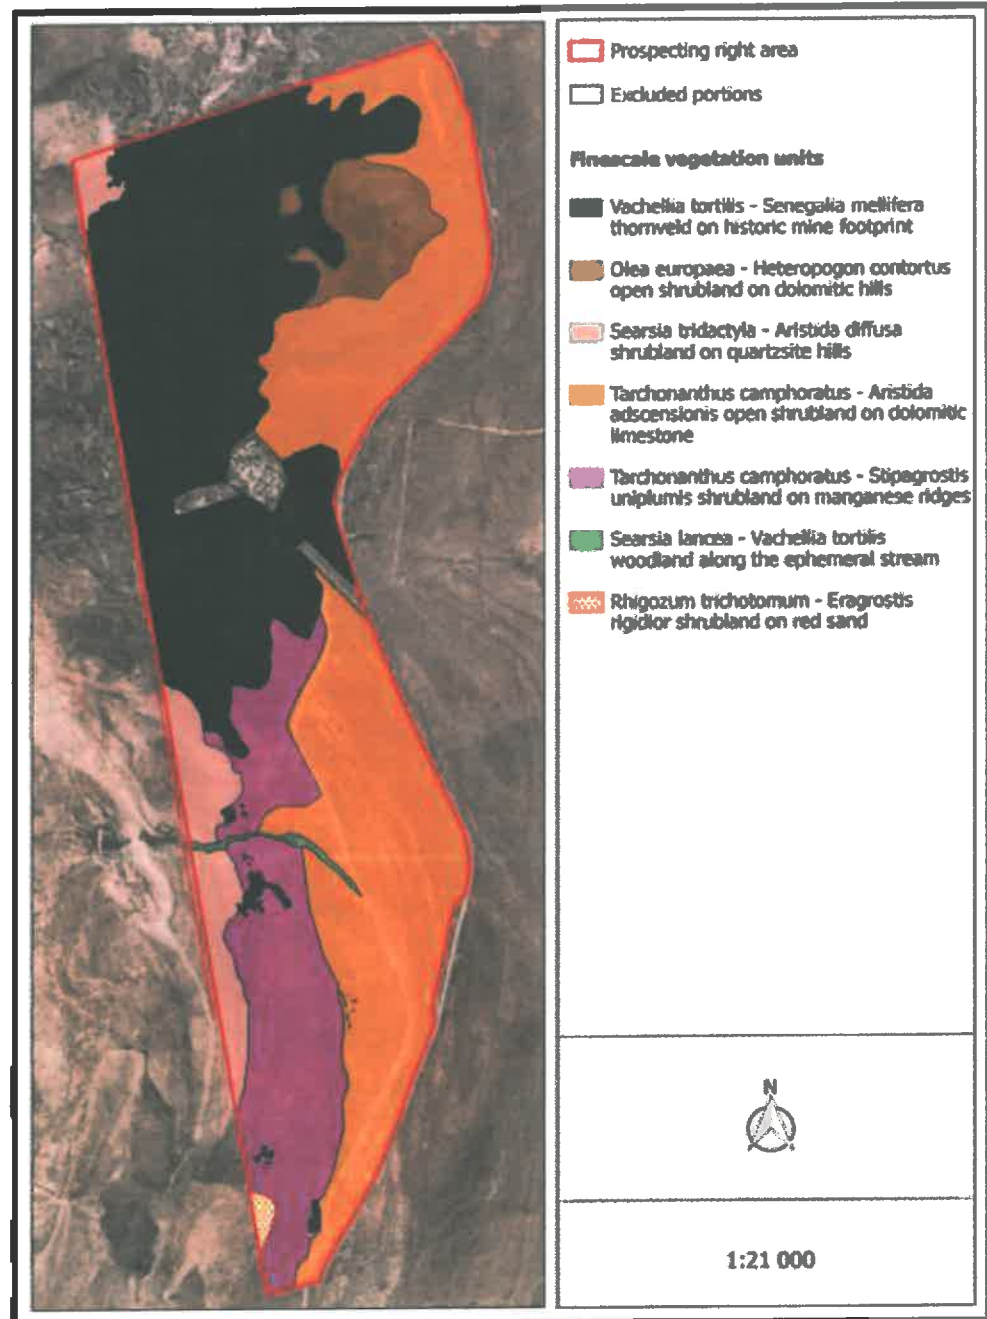 Prospecting right area
Excluded portions
Finescale vegetation units
Vachellia tortilis - Senegalia mellifera
thornveld on historic mine footprint
Olea europaea - Heteropogon contortus
open shrubland on dolomitic hills
Searsia tridactyla - Aristida diffusa
shrubland on quartzsite hills
Tarchonanthus camphoratus - Aristida
adscensionis open shrubland on dolomitic
limestone
Tarchonanthus camphoratus - Stipagrostis
uniplumis shrubland on manganese ridges
Searsia lancea - Vachellia tortilis
woodland along the ephemeral stream
Rhigozum trichotomum - Eragrostis
rigidior shrubland on red sand
N
1:21 000